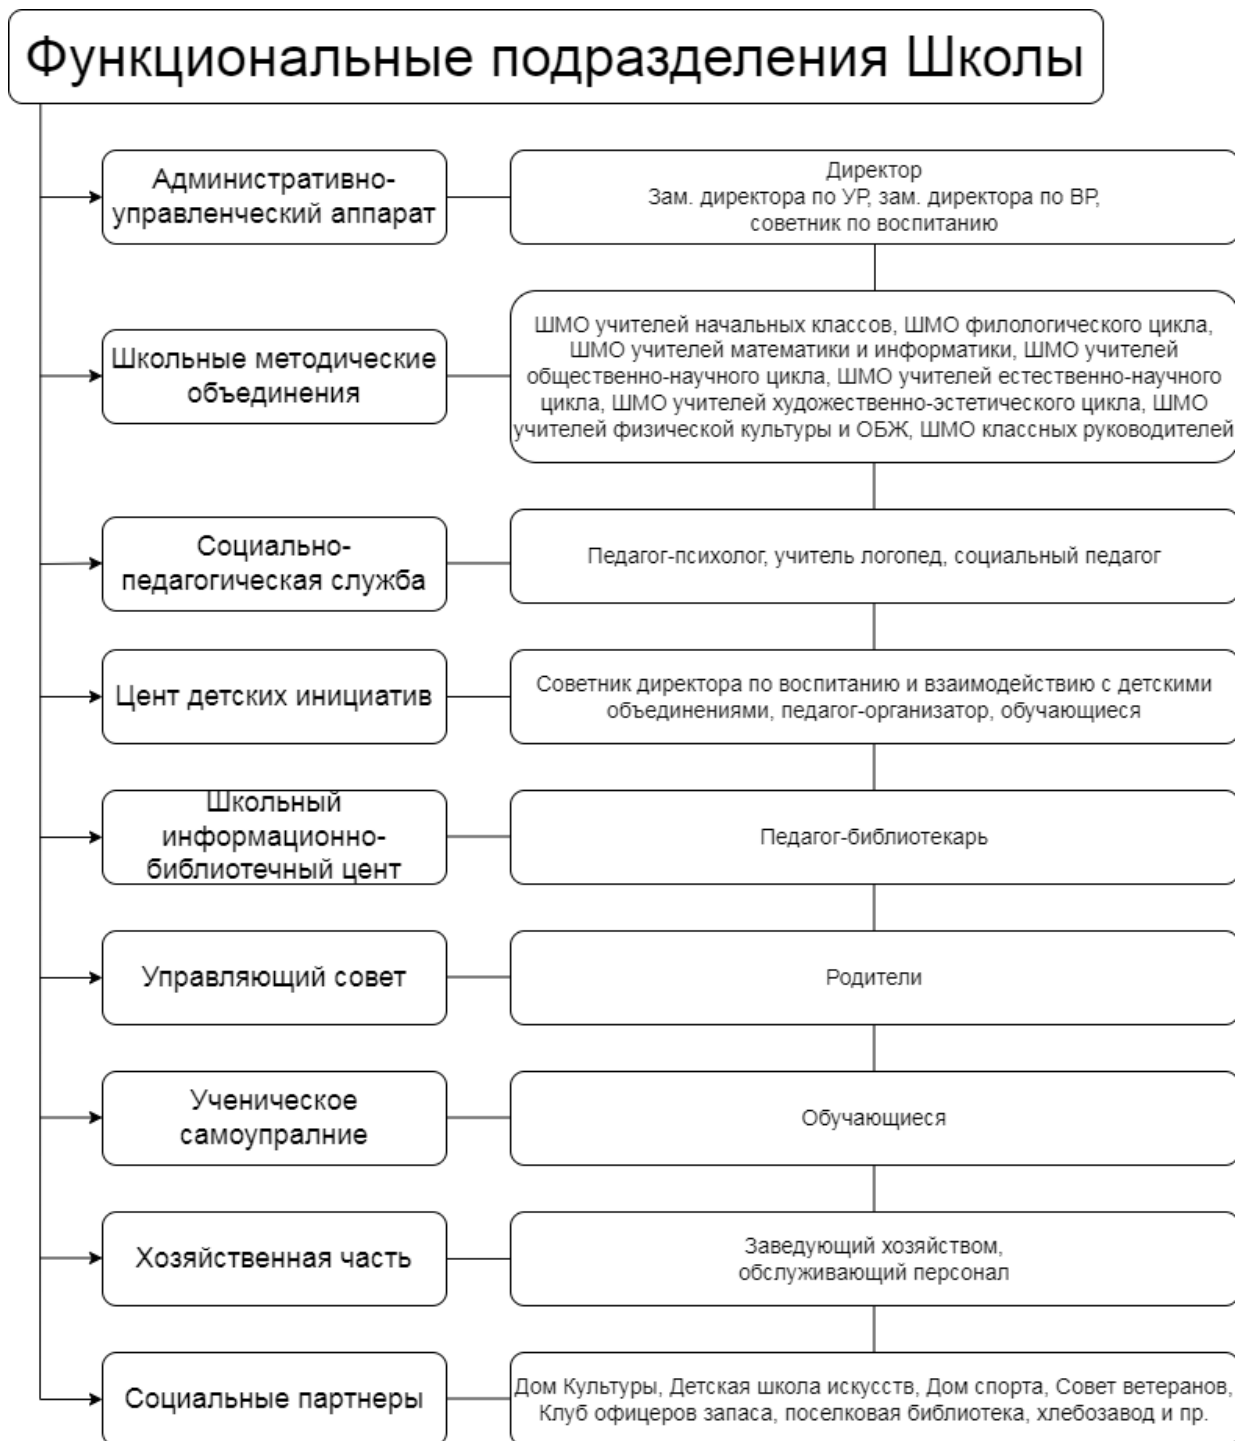 Функциональные подразделения Школы
Административно-
управленческий аппарат
Директор
Зам. директора по УР, зам. директора по ВР,
советник по воспитанию
Школьные методические
объединения
ШМО учителей начальных классов, ШМО филологического цикла,
ШМО учителей математики и информатики, ШМО учителей
общественно-научного цикла, ШМО учителей естественно-научного
цикла, ШМО учителей художественно-эстетического цикла, ШМО
учителей физической культуры и ОБЖ, ШМО классных руководителей
Социально-
педагогическая служба
Педагог-психолог, учитель логопед, социальный педагог
Цент детских инициатив
Советник директора по воспитанию и взаимодействию с детскими
объединениями, педагог-организатор, обучающиеся
Школьный
информационно-
библиотечный цент
Педагог-библиотекарь
Управляющий совет
Родители
Ученическое
самоупралние
Обучающиеся
Хозяйственная часть
Заведующий хозяйством,
обслуживающий персонал
Социальные партнеры
Дом Культуры, Детская школа искусств, Дом спорта, Совет ветеранов,
Клуб офицеров запаса, поселковая библиотека, хлебозавод и пр.